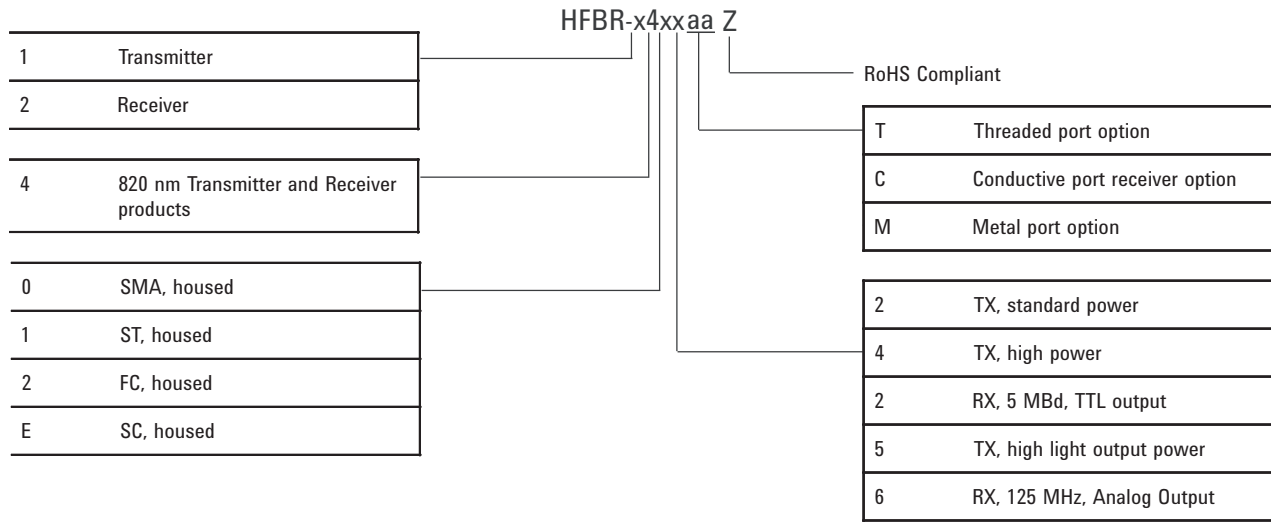 HFBR-x4xxaa Z
1 Transmitter
2 Receiver
4 820 nm Transmitter and Receiver
products
0 SMA, housed
1 ST, housed
2 FC, housed
E SC, housed
RoHS Compliant
T Threaded port option
C Conductive port receiver option
M Metal port option
2 TX, standard power
4 TX, high power
2 RX, 5 MBd, TTL output
5 TX, high light output power
6 RX, 125 MHz, Analog Output